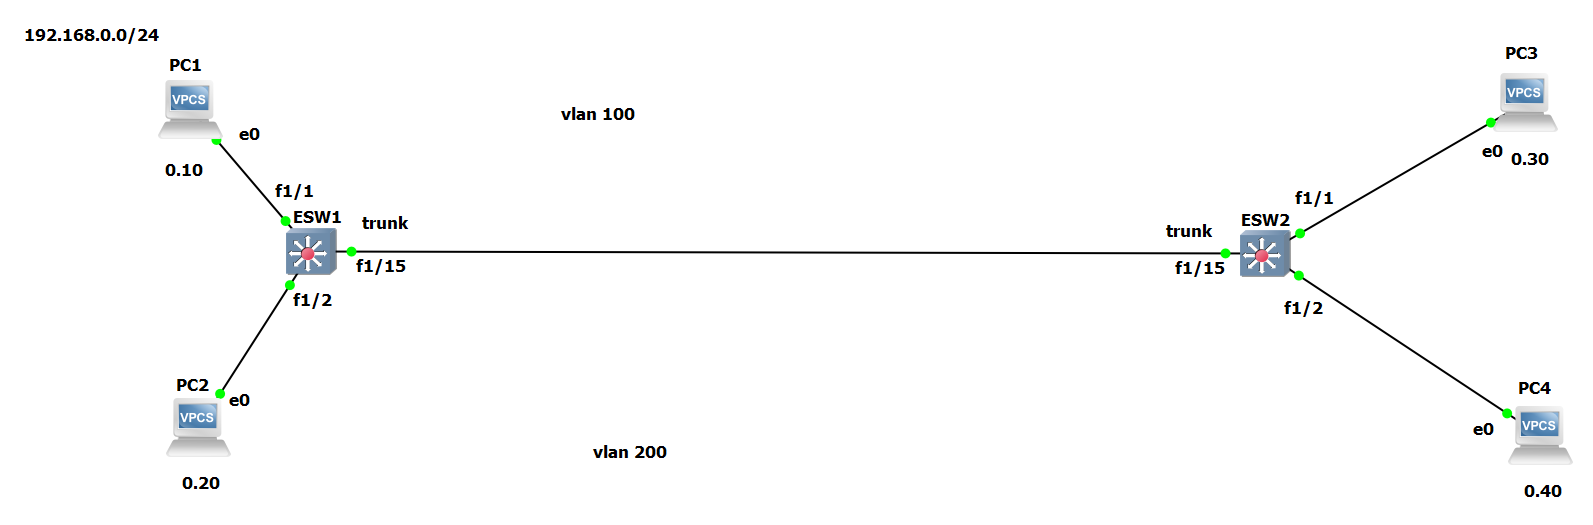 192.168.0.0/24
PC1
VPCS
e0
0.10
f1/1
ESW1
trunk
f1/15
f1/2
PC2
e0
VPCS
0.20
vlan 100
vlan 200
PC3
VPCS
e0
0.30
f1/1
ESW2
trunk
f1/15
f1/2
PC4
e0
VPCS
0.40